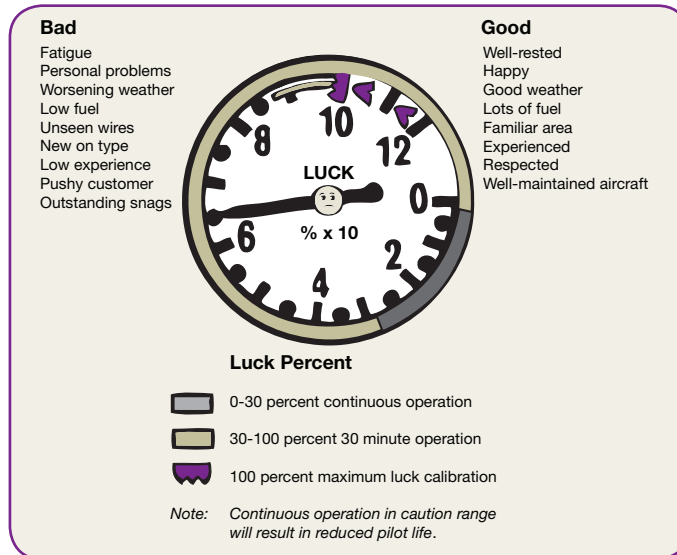 Bad
Fatigue
Personal problems
Worsening weather
Low fuel
Unseen wires
New on type
Low experience
Pushy customer
Outstanding snags
Good
Well-rested
Happy
Good weather
Lots of fuel
Familiar area
Experienced
Respected
Well-maintained aircraft
8
10
12
LUCK
0
6
% x 10
2
4
Luck Percent
0-30 percent continuous operation
30-100 percent 30 minute operation
100 percent maximum luck calibration
Note: Continuous operation in caution range
will result in reduced pilot life.